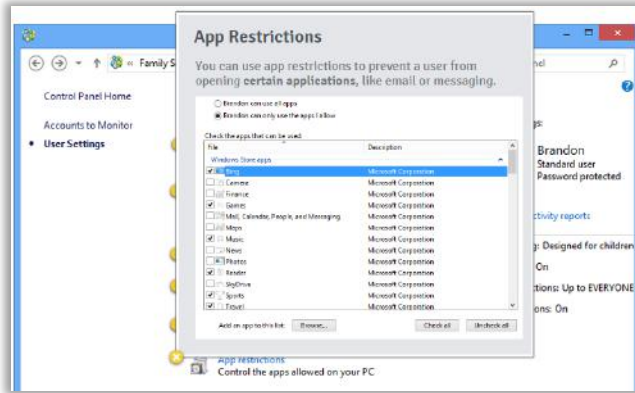 App Restrictions
You can use app restrictions to prevent a user from
opening certain applications, like email or messaging.
Family S
nel
Control Panel Home
Accounts to Monitor
User Settings
Brandon can use all apps
Brandon can only use the apps I allow
Check the apps that can be used
File Description
Windows Store apps
Bing Microsoft Corporation
Camera Microsoft Corporation
Finance Microsoft Corporation
Games Microsoft Corporation
Mail, Calendar, People, and Messaging Microsoft Corporation
Maps Microsoft Corporation
Music Microsoft Corporation
News Microsoft Corporation
Photos Microsoft Corporation
Reader Microsoft Corporation
SkyDrive Microsoft Corporation
Sports Microsoft Corporation
Travel Microsoft Corporation
Add an app to this list: Browse... Check all Uncheck all
gs:
Brandon
Standard user
Password protected
ctivity reports
g: Designed for children
On
tions: Up to EVERYONE
ons: On
App restrictions
Control the apps allowed on your PC